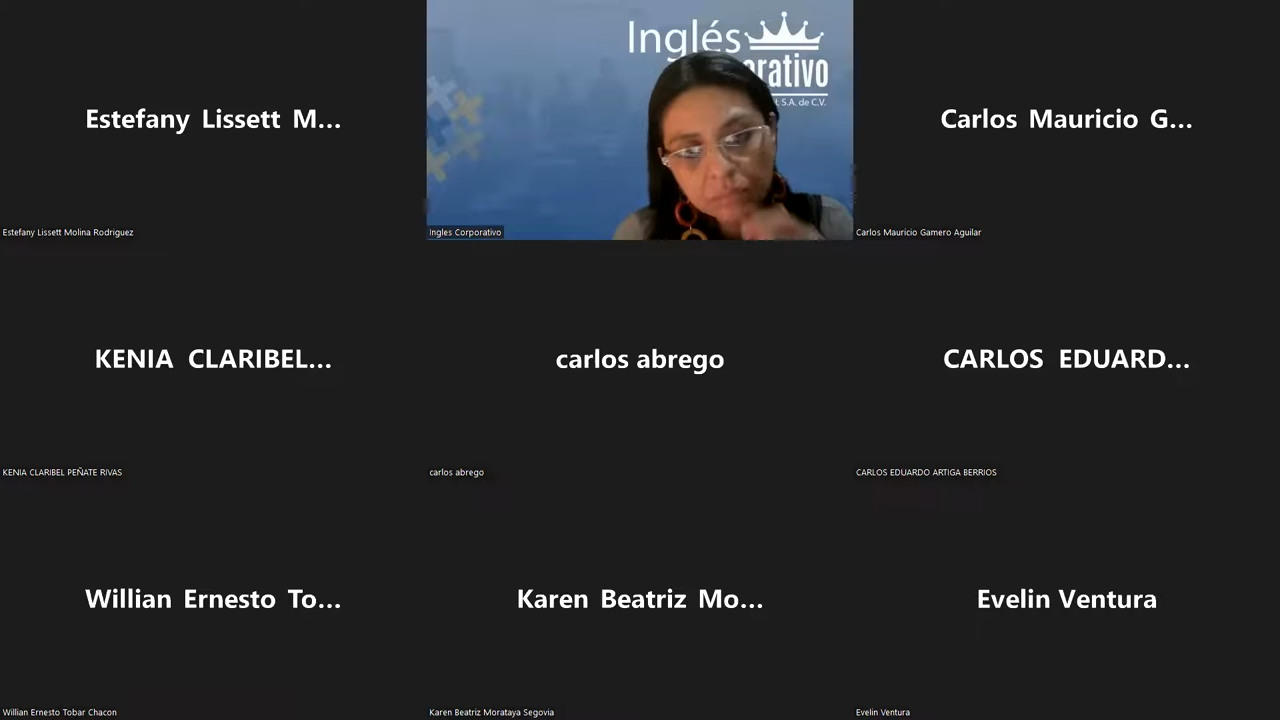 Estefany Lissett M...
Estefany Lissett Molina Rodriguez
Inglés
orativo
S.A. de C.V.
Ingles Corporativo
Carlos Mauricio G...
Carlos Mauricio Gamero Aguilar
KENIA CLARIBEL...
KENIA CLARIBEL PEÑATE RIVAS
carlos abrego
carlos abrego
CARLOS EDUARD...
CARLOS EDUARDO ARTIGA BERRIOS
Willian Ernesto To...
Willian Ernesto Tobar Chacon
Karen Beatriz Mo...
Karen Beatriz Morataya Segovia
Evelin Ventura
Evelin Ventura